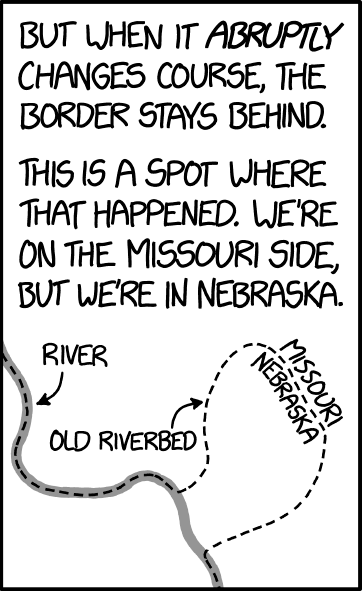 BUT WHEN IT ABRUPTLY
CHANGES COURSE, THE
BORDER STAYS BEHIND.
THIS IS A SPOT WHERE
THAT HAPPENED. WE'RE
ON THE MISSOURI SIDE,
BUT WE'RE IN NEBRASKA.
RIVER
OLD RIVERBED
MISSOURI
NEBRASKA